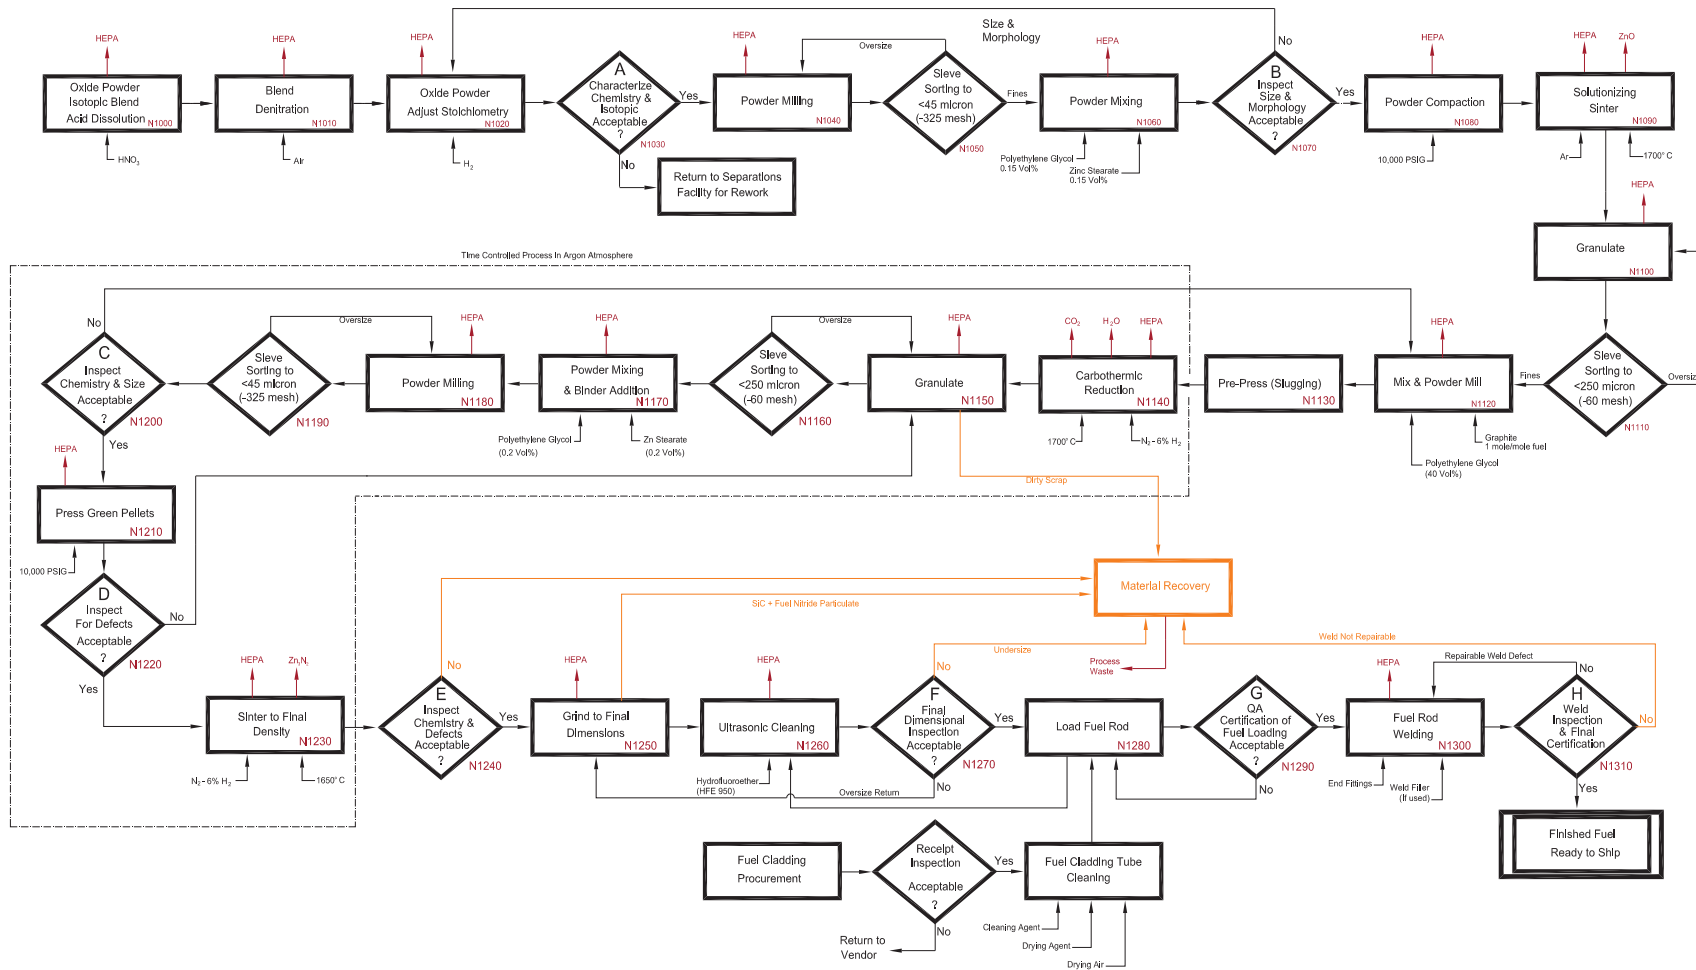 Size &
Morphology
HEPA
HEPA
HEPA
HEPA
HEPA
HEPA
HEPA
ZnO
Oxide Powder
Isotopic Blend
Acid Dissolution
N1000
HNO₃
Blend
Denitration
N1010
Air
Oxide Powder
Adjust Stoichiometry
N1020
H₂
A
Characterize
Chemistry &
Isotopic
Acceptable
?
N1030
Yes
No
Return to Separations
Facility for Rework
Powder Milling
N1040
Oversize
Sieve
Sorting to
<45 micron
(-325 mesh)
N1050
Fines
Powder Mixing
N1060
Polyethylene Glycol
0.15 Vol%
Zinc Stearate
0.15 Vol%
No
B
Inspect
Size &
Morphology
Acceptable
?
N1070
Yes
Powder Compaction
N1080
10,000 PSIG
Solutionizing
Sinter
N1090
Ar
1700° C
HEPA
Granulate
N1100
Sieve
Sorting to
<250 micron
(-60 mesh)
N1110
Oversiz
Fines
HEPA
Mix & Powder Mill
N1120
Graphite
1 mole/mole fuel
Polyethylene Glycol
(40 Vol%)
Pre-Press (Slugging)
N1130
Time Controlled Process In Argon Atmosphere
CO₂
H₂O
HEPA
Carbothermic
Reduction
N1140
1700° C
N₂ - 6% H₂
HEPA
Granulate
N1150
Dirty Scrap
Oversize
Sieve
Sorting to
<250 micron
(-60 mesh)
N1160
HEPA
Powder Mixing
& Binder Addition
N1170
Polyethylene Glycol
(0.2 Vol%)
Zn Stearate
(0.2 Vol%)
HEPA
Powder Milling
N1180
Oversize
Sieve
Sorting to
<45 micron
(-325 mesh)
N1190
No
C
Inspect
Chemistry & Size
Acceptable
?
N1200
Yes
HEPA
Press Green Pellets
N1210
10,000 PSIG
D
Inspect
For Defects
Acceptable
?
N1220
No
Yes
HEPA
Sinter to Final
Density
N1230
N₂ - 6% H₂
1650° C
No
E
Inspect
Chemistry &
Defects
Acceptable
?
N1240
Yes
SiC + Fuel Nitride Particulate
HEPA
Grind to Final
Dimensions
N1250
HEPA
Ultrasonic Cleaning
N1260
Hydrofluoroether
(HFE 950)
Oversize Return
Undersize
No
F
Final
Dimensional
Inspection
Acceptable
?
N1270
No
Yes
Material Recovery
Process
Waste
Load Fuel Rod
N1280
G
QA
Certification of
Fuel Loading
Acceptable
?
N1290
No
Yes
Weld Not Repairable
Repairable Weld Defect
HEPA
Fuel Rod
Welding
N1300
End Fittings
Weld Filler
(If used)
No
H
Weld
Inspection
& Final
Certification
N1310
No
Yes
Finished Fuel
Ready to Ship
Fuel Cladding
Procurement
Receipt
Inspection
Acceptable
?
Yes
No
Return to
Vendor
Fuel Cladding Tube
Cleaning
Cleaning Agent
Drying Agent
Drying Air